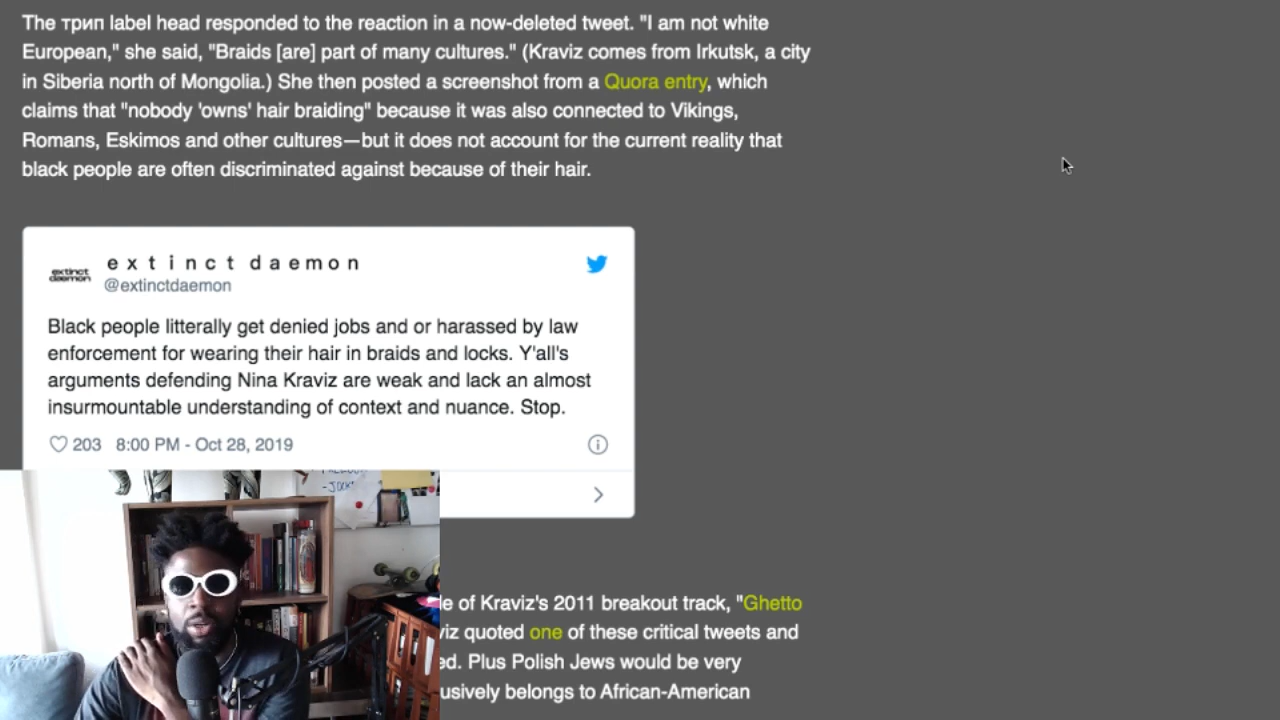 The трип label head responded to the reaction in a now-deleted tweet. "I am not white
European," she said, "Braids [are] part of many cultures." (Kraviz comes from Irkutsk, a city
in Siberia north of Mongolia.) She then posted a screenshot from a Quora entry, which
claims that "nobody 'owns' hair braiding" because it was also connected to Vikings,
Romans, Eskimos and other cultures—but it does not account for the current reality that
black people are often discriminated against because of their hair.
extinct daemon
extinct daemon
@extinctdaemon
Black people litterally get denied jobs and or harassed by law
enforcement for wearing their hair in braids and locks. Y'all's
arguments defending Nina Kraviz are weak and lack an almost
insurmountable understanding of context and nuance. Stop.
203 8:00 PM - Oct 28, 2019
e of Kraviz's 2011 breakout track, "Ghetto
viz quoted one of these critical tweets and
ed. Plus Polish Jews would be very
usively belongs to African-American